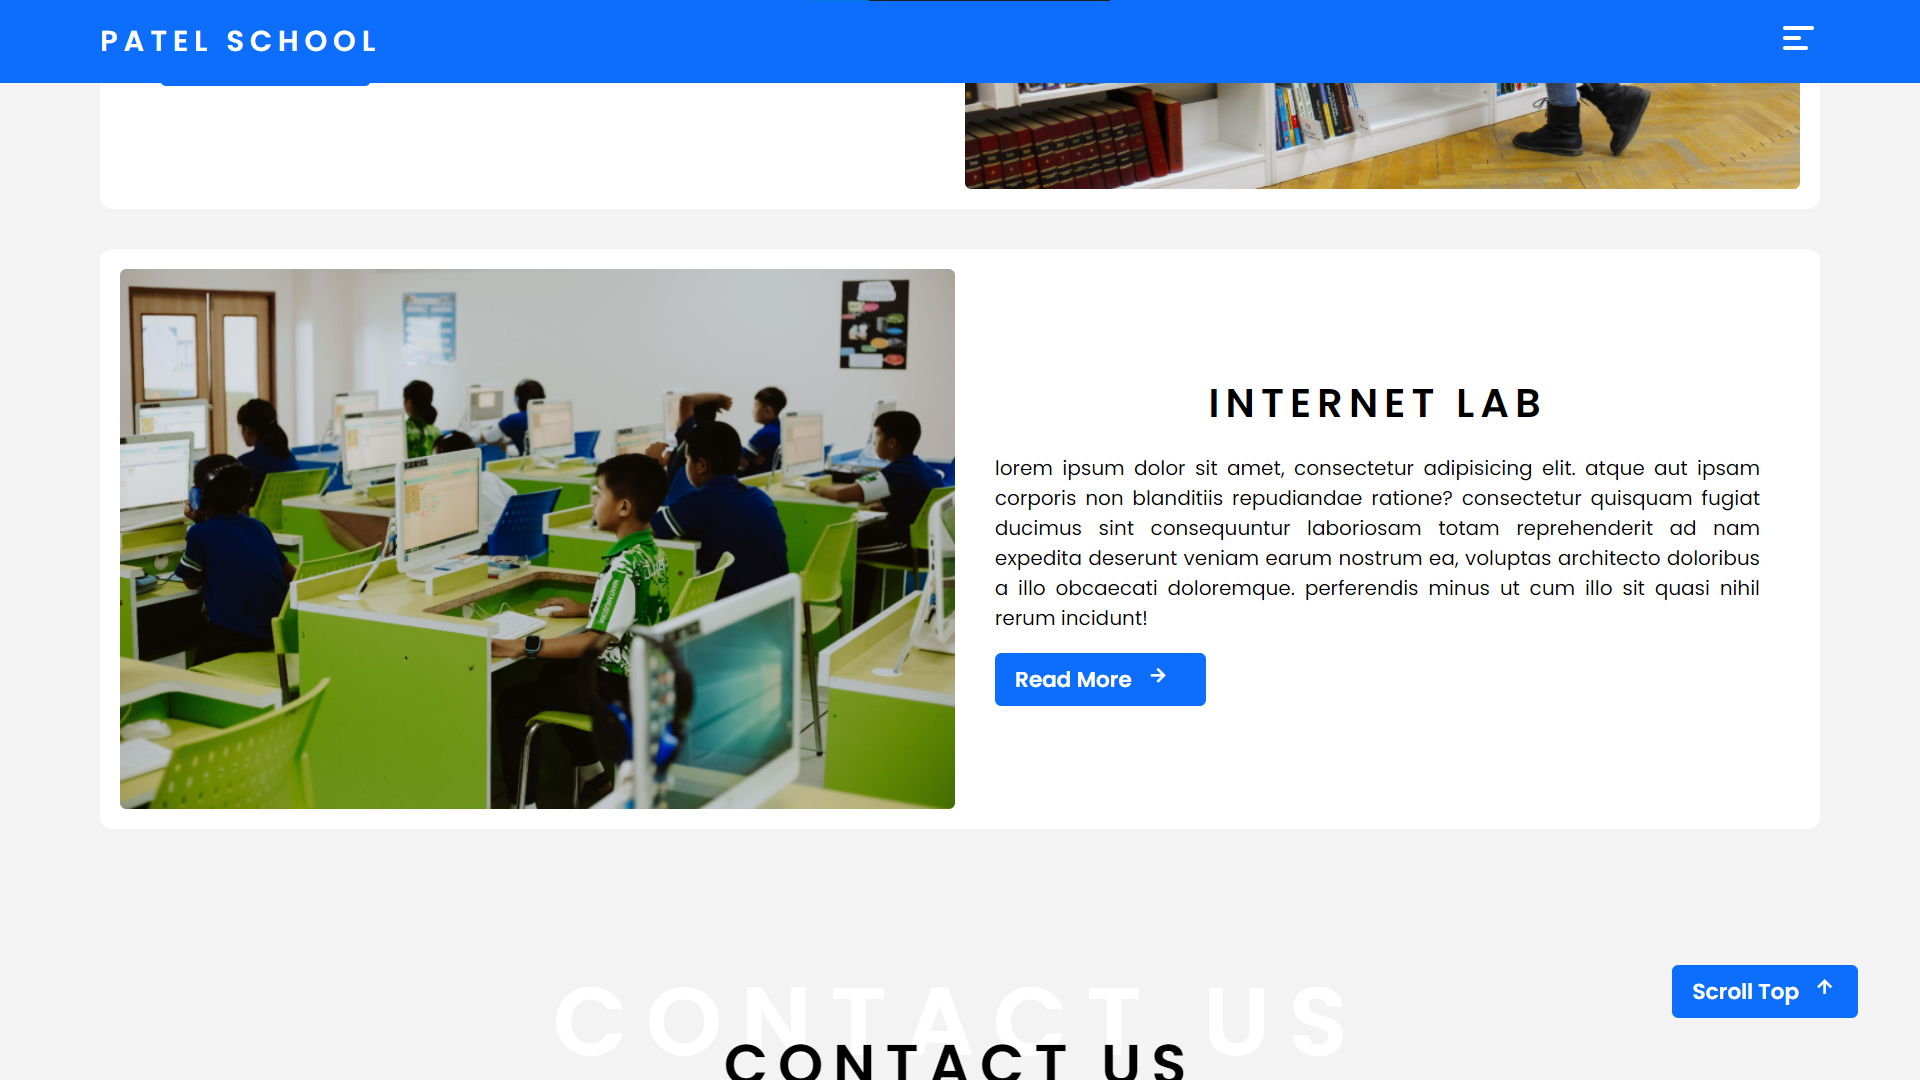 PATEL SCHOOL
INTERNET LAB
lorem ipsum dolor sit amet, consectetur adipisicing elit. atque aut ipsam
corporis non blanditiis repudiandae ratione? consectetur quisquam fugiat
ducimus sint consequuntur laboriosam totam reprehenderit ad nam
expedita deserunt veniam earum nostrum ea, voluptas architecto doloribus
a illo obcaecati doloremque. perferendis minus ut cum illo sit quasi nihil
rerum incidunt!
Read More
CONTACT US
CONTACT US
Scroll Top